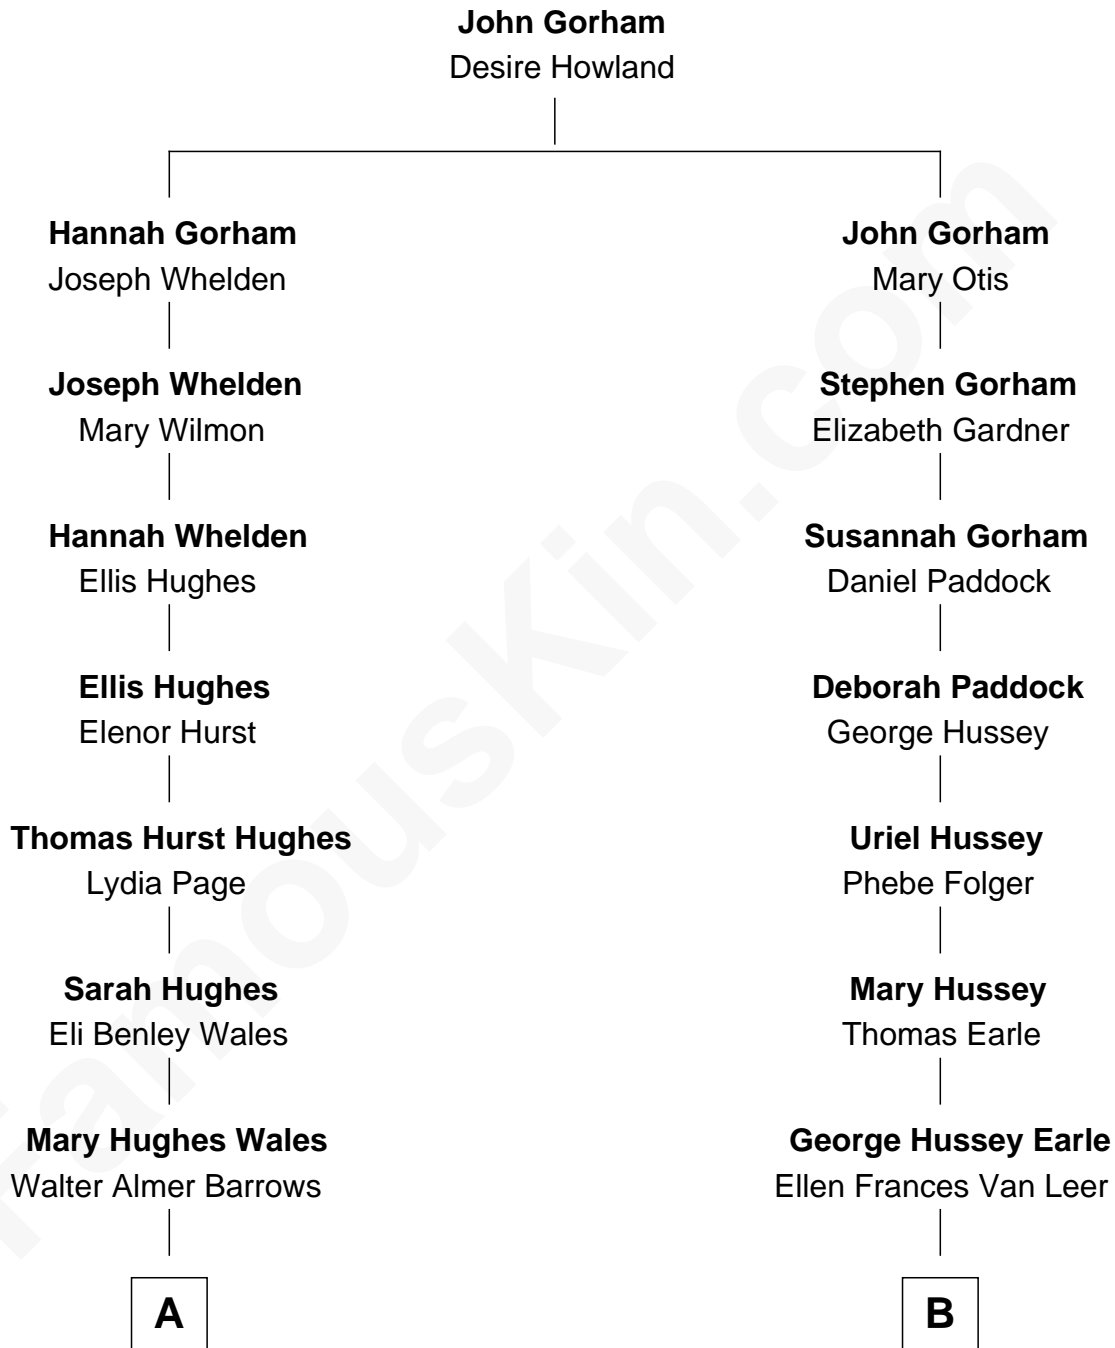 John Gorham
Desire Howland
Hannah Gorham
Joseph Whelden
John Gorham
Mary Otis
Joseph Whelden
Mary Wilmon
Stephen Gorham
Elizabeth Gardner
Hannah Whelden
Ellis Hughes
Susannah Gorham
Daniel Paddock
Ellis Hughes
Elenor Hurst
Deborah Paddock
George Hussey
Thomas Hurst Hughes
Lydia Page
Uriel Hussey
Phebe Folger
Sarah Hughes
Eli Benley Wales
Mary Hussey
Thomas Earle
Mary Hughes Wales
Walter Almer Barrows
George Hussey Earle
Ellen Frances Van Leer
A
B
FamousKin.com